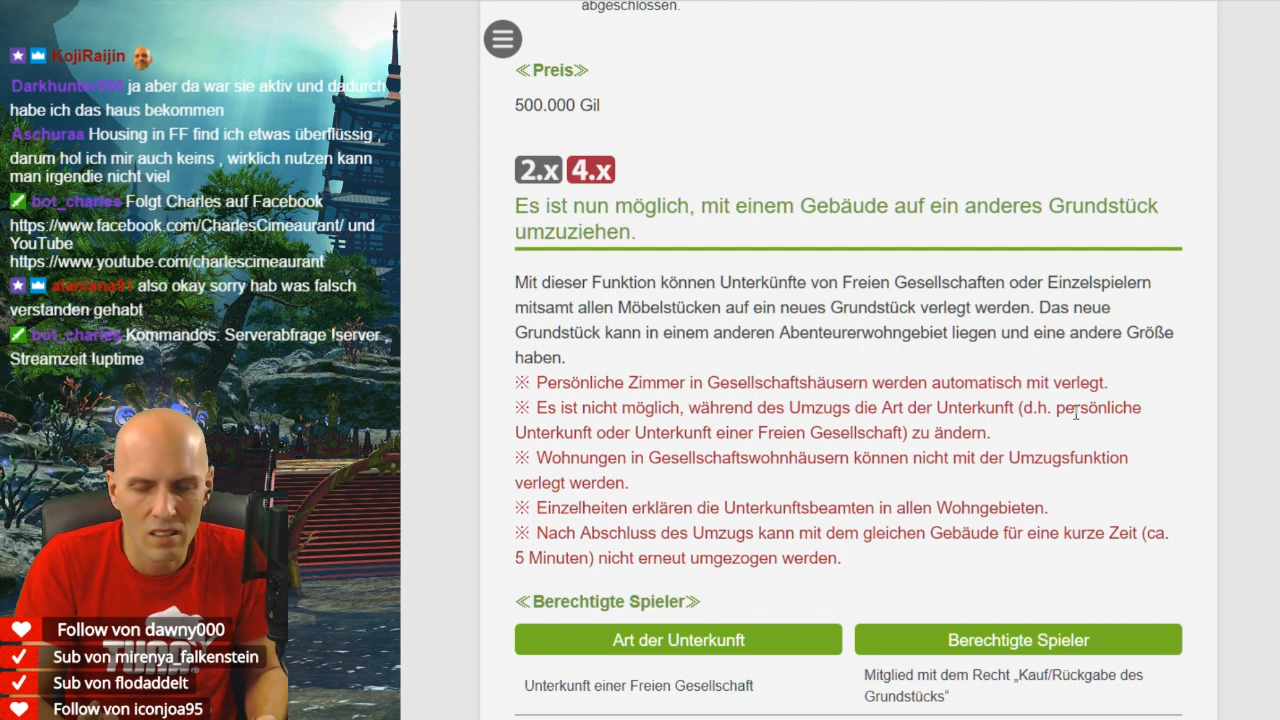 KojiRaijin
Darkhunter006 ja aber da war sie aktiv und dadurch
habe ich das haus bekommen
Aschuraa Housing in FF find ich etwas überflüssig ,
darum hol ich mir auch keins , wirklich nutzen kann
man irgendie nicht viel
bot_charles Folgt Charles auf Facebook
https://www.facebook.com/CharlesCimeaurant/ und
YouTube
https://www.youtube.com/charlescimeaurant
also okay sorry hab was falsch
verstanden gehabt
bot_charles Kommandos: Serverabfrage !server ,
Streamzeit !uptime
Follow von dawny000
Sub von mirenya_falkenstein
Sub von flodaddelt
Follow von iconjoa95
abgeschlossen.
≪Preis≫
500.000 Gil
2.x 4.x
Es ist nun möglich, mit einem Gebäude auf ein anderes Grundstück
umzuziehen.
Mit dieser Funktion können Unterkünfte von Freien Gesellschaften oder Einzelspielern
mitsamt allen Möbelstücken auf ein neues Grundstück verlegt werden. Das neue
Grundstück kann in einem anderen Abenteurerwohngebiet liegen und eine andere Größe
haben.
※ Persönliche Zimmer in Gesellschaftshäusern werden automatisch mit verlegt.
※ Es ist nicht möglich, während des Umzugs die Art der Unterkunft (d.h. persönliche
Unterkunft oder Unterkunft einer Freien Gesellschaft) zu ändern.
※ Wohnungen in Gesellschaftswohnhäusern können nicht mit der Umzugsfunktion
verlegt werden.
※ Einzelheiten erklären die Unterkunftsbeamten in allen Wohngebieten.
※ Nach Abschluss des Umzugs kann mit dem gleichen Gebäude für eine kurze Zeit (ca.
5 Minuten) nicht erneut umgezogen werden.
≪Berechtigte Spieler≫
Art der Unterkunft
Berechtigte Spieler
Unterkunft einer Freien Gesellschaft
Mitglied mit dem Recht „Kauf/Rückgabe des
Grundstücks“